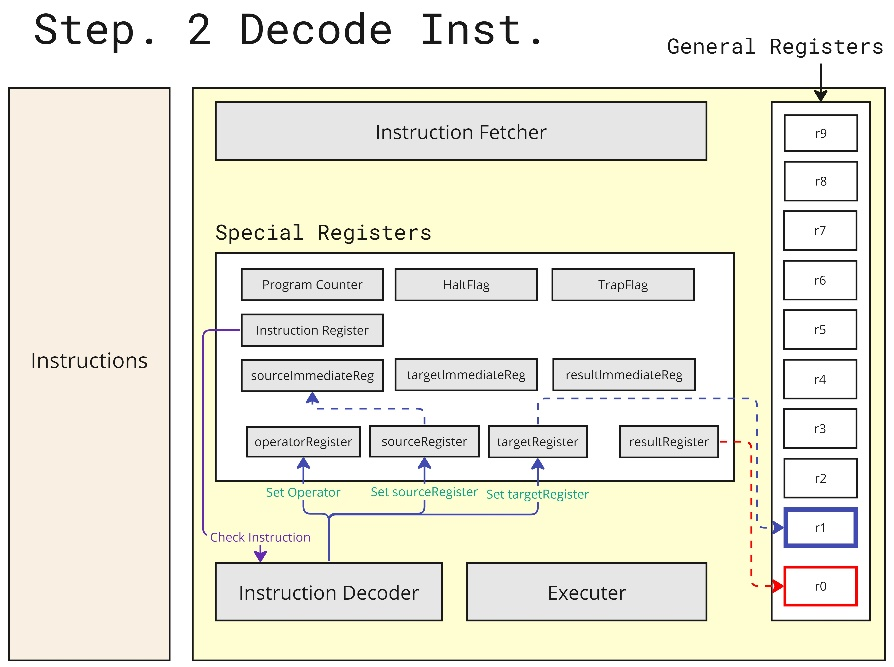 Step. 2 Decode Inst.
General Registers
Instructions
Instruction Fetcher
Special Registers
Program Counter
HaltFlag
TrapFlag
Instruction Register
sourceImmediateReg
targetImmediateReg
resultImmediateReg
operatorRegister
sourceRegister
targetRegister
resultRegister
Set Operator
Set sourceRegister
Set targetRegister
Check Instruction
Instruction Decoder
Executer
r9
r8
r7
r6
r5
r4
r3
r2
r1
r0